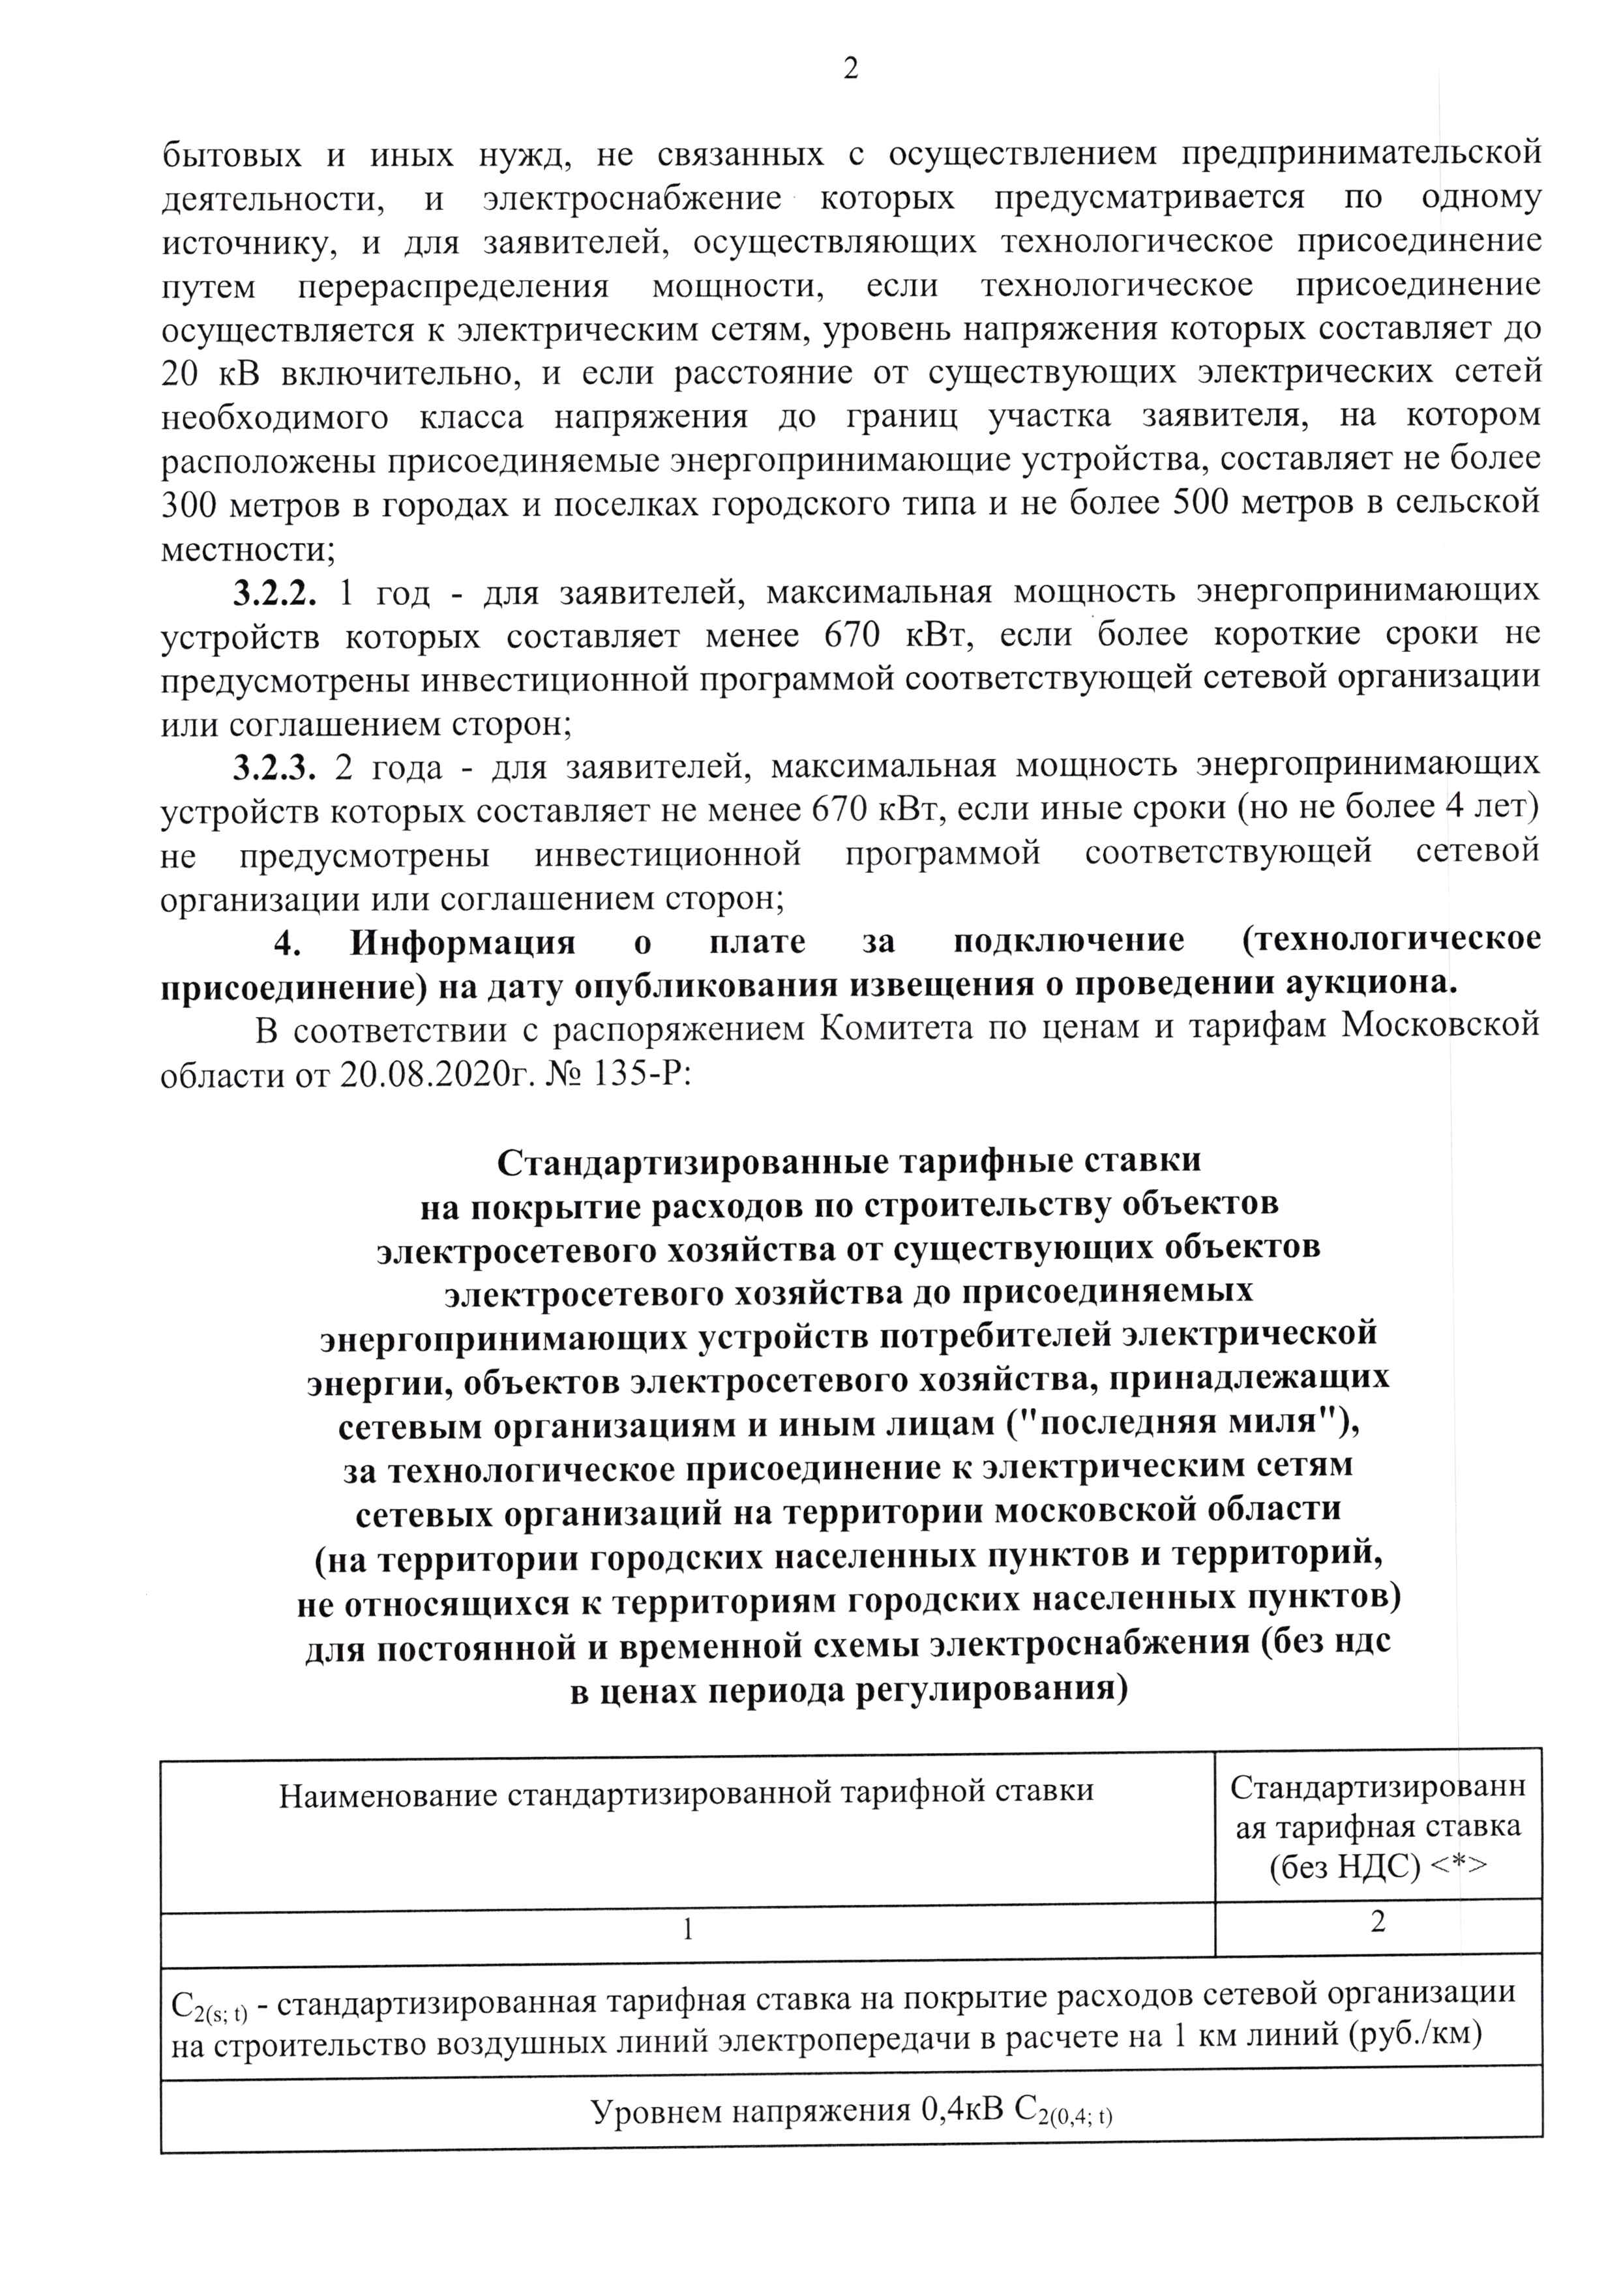 2
бытовых и иных нужд, не связанных с осуществлением предпринимательской
деятельности, и электроснабжение которых предусматривается по одному
источнику, и для заявителей, осуществляющих технологическое присоединение
путем перераспределения мощности, если технологическое присоединение
осуществляется к электрическим сетям, уровень напряжения которых составляет до
20 кВ включительно, и если расстояние от существующих электрических сетей
необходимого класса напряжения до границ участка заявителя, на котором
расположены присоединяемые энергопринимающие устройства, составляет не более
300 метров в городах и поселках городского типа и не более 500 метров в сельской
местности;
3.2.2. 1 год - для заявителей, максимальная мощность энергопринимающих
устройств которых составляет менее 670 кВт, если более короткие сроки не
предусмотрены инвестиционной программой соответствующей сетевой организации
или соглашением сторон;
3.2.3. 2 года - для заявителей, максимальная мощность энергопринимающих
устройств которых составляет не менее 670 кВт, если иные сроки (но не более 4 лет)
не предусмотрены инвестиционной программой соответствующей сетевой
организации или соглашением сторон;
4. Информация о плате за подключение (технологическое
присоединение) на дату опубликования извещения о проведении аукциона.
В соответствии с распоряжением Комитета по ценам и тарифам Московской
области от 20.08.2020г. № 135-Р:
Стандартизированные тарифные ставки
на покрытие расходов по строительству объектов
электросетевого хозяйства от существующих объектов
электросетевого хозяйства до присоединяемых
энергопринимающих устройств потребителей электрической
энергии, объектов электросетевого хозяйства, принадлежащих
сетевым организациям и иным лицам ("последняя миля"),
за технологическое присоединение к электрическим сетям
сетевых организаций на территории московской области
(на территории городских населенных пунктов и территорий,
не относящихся к территориям городских населенных пунктов)
для постоянной и временной схемы электроснабжения (без ндс
в ценах периода регулирования)
Наименование стандартизированной тарифной ставки
Стандартизированн
ая тарифная ставка
(без НДС) <*>
1
2
C2(s; t) - стандартизированная тарифная ставка на покрытие расходов сетевой организации
на строительство воздушных линий электропередачи в расчете на 1 км линий (руб./км)
Уровнем напряжения 0,4кВ C2(0,4; t)